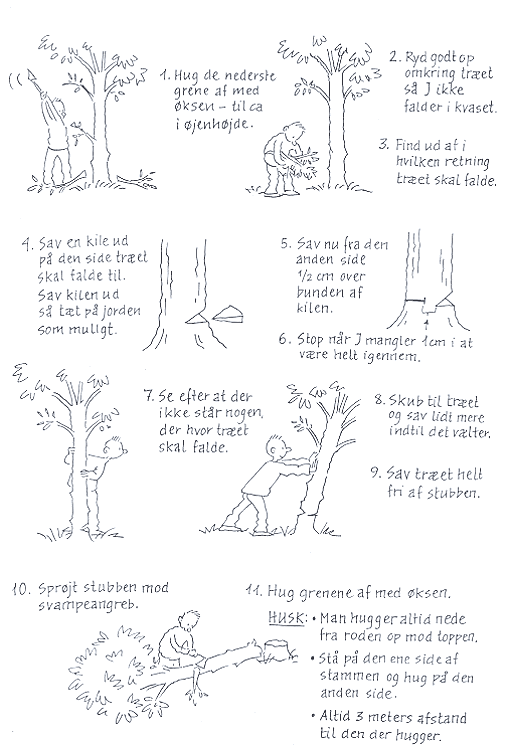 1. Hug de nederste
grene af med
øksen – til ca
i øjenhøjde.
2. Ryd godt op
omkring træet
så I ikke
falder i kvaset.
3. Find ud af i
hvilken retning
træet skal falde.
4. Sav en kile ud
på den side træet
skal falde til.
Sav kilen ud
så tæt på jorden
som muligt.
5. Sav nu fra den
anden side
1/2 cm over
bunden af
kilen.
6. Stop når I mangler 1cm i at
være helt igennem.
7. Se efter at der
ikke står nogen,
der hvor træet
skal falde.
8. Skub til træet
og sav lidt mere
indtil det vælter.
9. Sav træet helt
fri af stubben.
10. Sprøjt stubben mod
svampeangreb.
11. Hug grenene af med øksen.
HUSK: • Man hugger altid nede
fra roden op mod toppen.
• Stå på den ene side af
stammen og hug på den
anden side.
• Altid 3 meters afstand
til den der hugger.